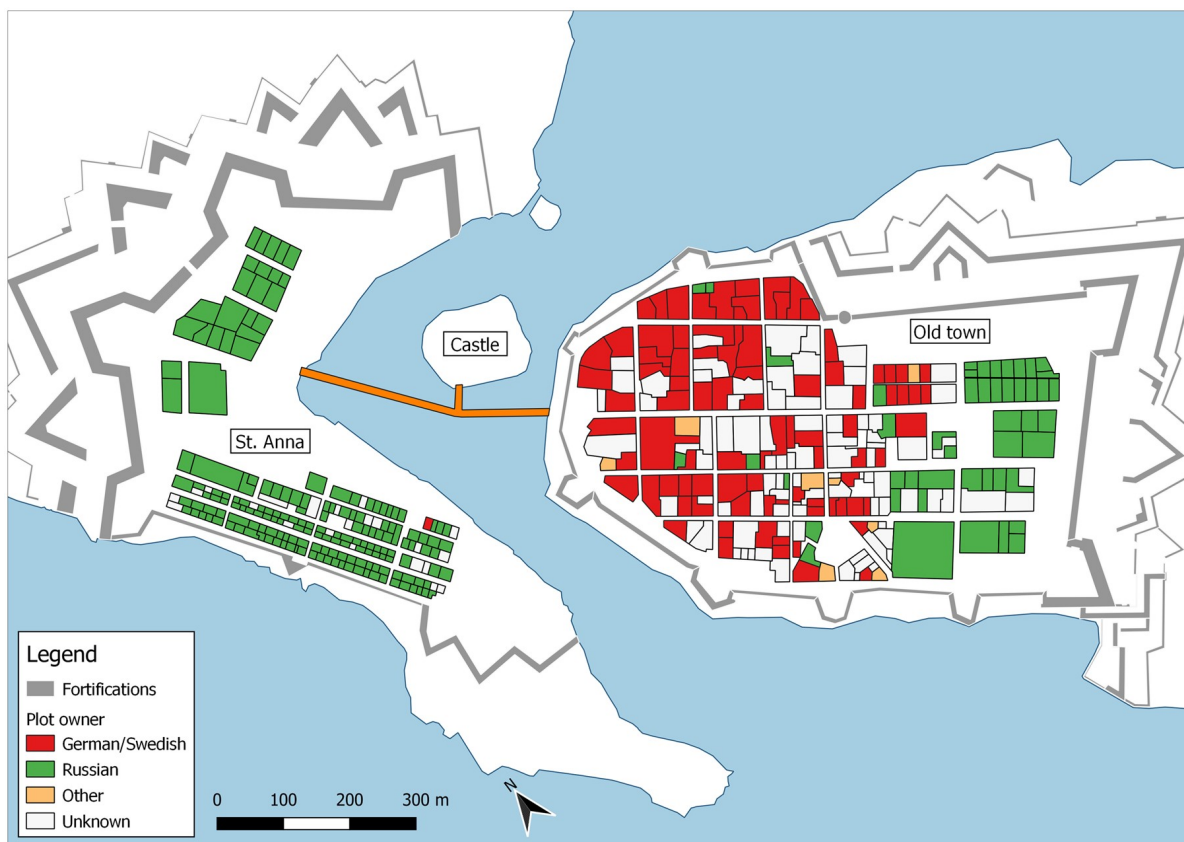 Castle
Old town
St. Anna
Legend
Fortifications
Plot owner
German/Swedish
Russian
Other
Unknown
0 100 200 300 m
N